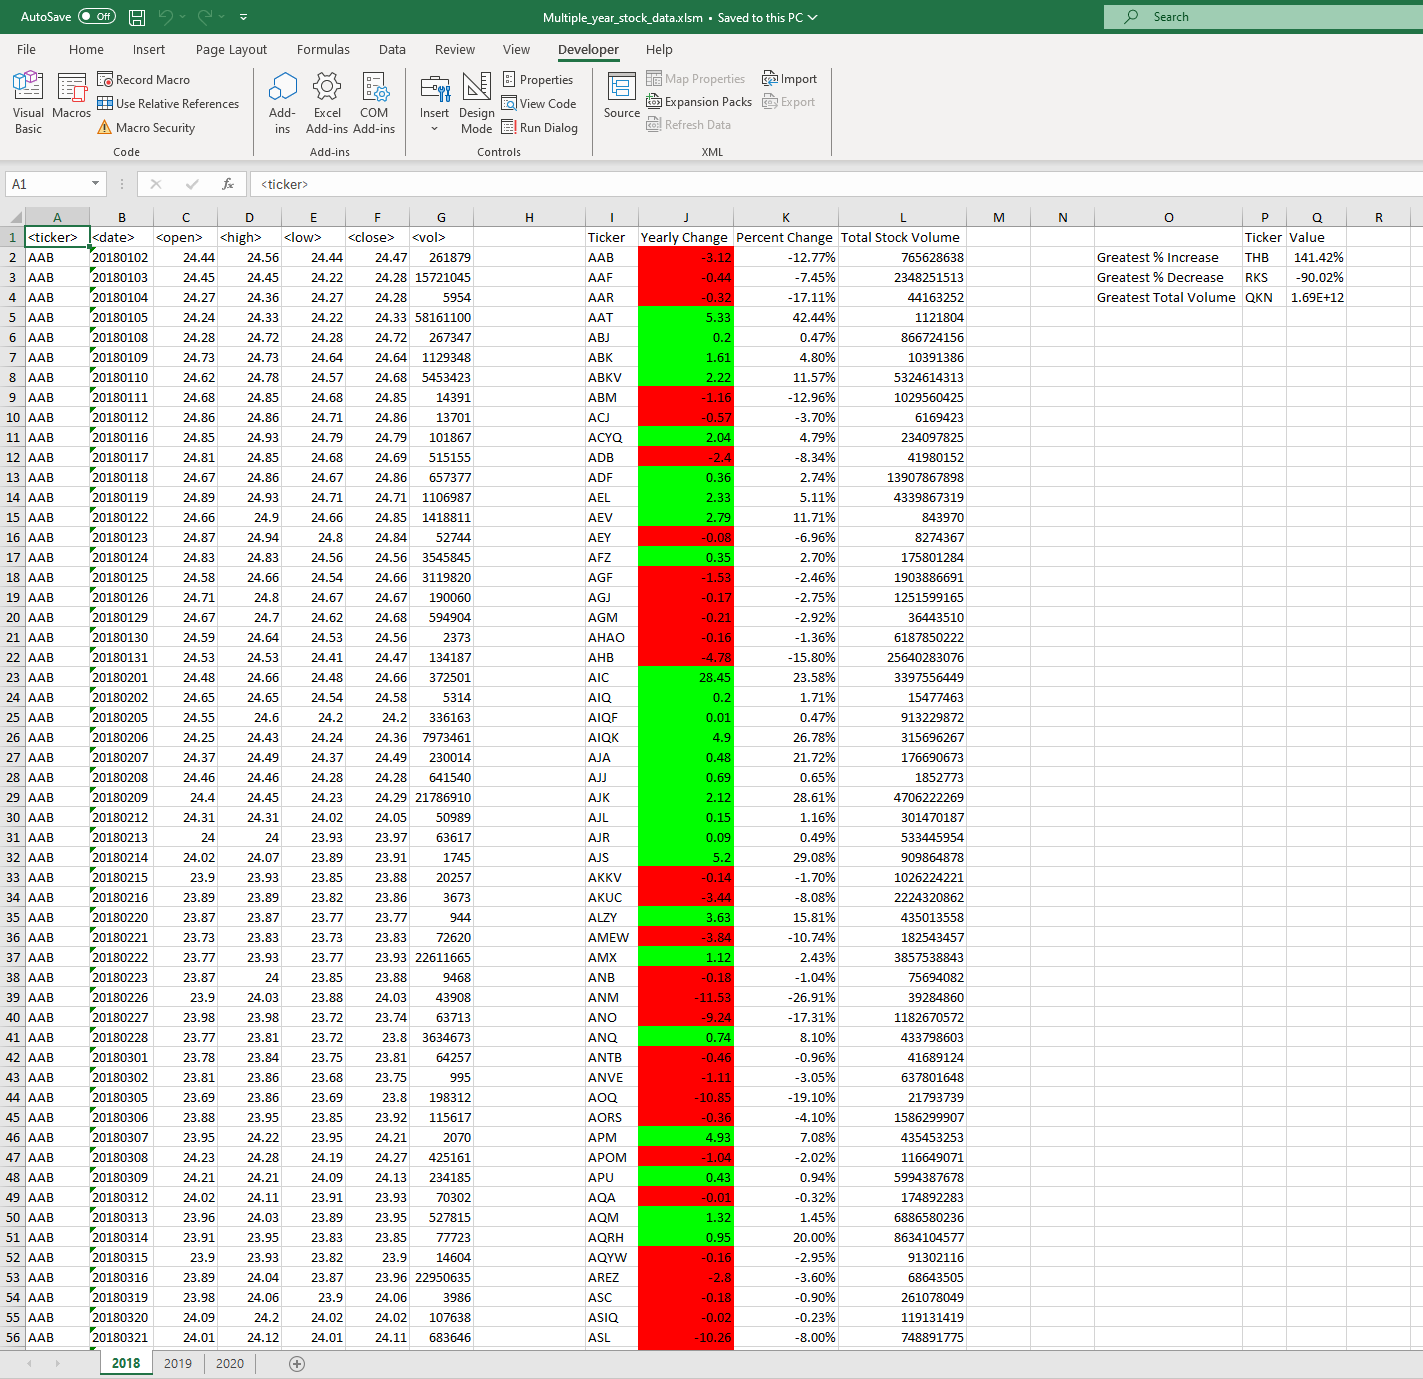 AutoSave Off Multiple_year_stock_data.xlsm • Saved to this PC Search
File Home Insert Page Layout Formulas Data Review View Developer Help
Visual Basic Macros Record Macro Use Relative References Macro Security Add-ins Excel Add-ins COM Add-ins Insert Design Mode Properties View Code Run Dialog Source Map Properties Expansion Packs Refresh Data Import Export
Code Add-ins Controls XML
A1 fx <ticker>
A B C D E F G H I J K L M N O P Q R
1 <ticker> <date> <open> <high> <low> <close> <vol> Ticker Yearly Change Percent Change Total Stock Volume Ticker Value
2 AAB 20180102 24.44 24.56 24.44 24.47 261879 AAB -3.12 -12.77% 765628638 Greatest % Increase THB 141.42%
3 AAB 20180103 24.45 24.45 24.22 24.28 15721045 AAF -0.44 -7.45% 2348251513 Greatest % Decrease RKS -90.02%
4 AAB 20180104 24.27 24.36 24.27 24.28 5954 AAR -0.32 -17.11% 44163252 Greatest Total Volume QKN 1.69E+12
5 AAB 20180105 24.24 24.33 24.22 24.33 58161100 AAT 5.33 42.44% 1121804
6 AAB 20180108 24.28 24.72 24.28 24.72 267347 ABJ 0.2 0.47% 866724156
7 AAB 20180109 24.73 24.73 24.64 24.64 1129348 ABK 1.61 4.80% 10391386
8 AAB 20180110 24.62 24.78 24.57 24.68 5453423 ABKV 2.22 11.57% 5324614313
9 AAB 20180111 24.68 24.85 24.68 24.85 14391 ABM -1.16 -12.96% 1029560425
10 AAB 20180112 24.86 24.86 24.71 24.86 13701 ACJ -0.57 -3.70% 6169423
11 AAB 20180116 24.85 24.93 24.79 24.79 101867 ACYQ 2.04 4.79% 234097825
12 AAB 20180117 24.81 24.85 24.68 24.69 515155 ADB -2.4 -8.34% 41980152
13 AAB 20180118 24.67 24.86 24.67 24.86 657377 ADF 0.36 2.74% 13907867898
14 AAB 20180119 24.89 24.93 24.71 24.71 1106987 AEL 2.33 5.11% 4339867319
15 AAB 20180122 24.66 24.9 24.66 24.85 1418811 AEV 2.79 11.71% 843970
16 AAB 20180123 24.87 24.94 24.8 24.84 52744 AEY -0.08 -6.96% 8274367
17 AAB 20180124 24.83 24.83 24.56 24.56 3545845 AFZ 0.35 2.70% 175801284
18 AAB 20180125 24.58 24.66 24.54 24.66 3119820 AGF -1.53 -2.46% 1903886691
19 AAB 20180126 24.71 24.8 24.67 24.67 190060 AGJ -0.17 -2.75% 1251599165
20 AAB 20180129 24.67 24.7 24.62 24.68 594904 AGM -0.21 -2.92% 36443510
21 AAB 20180130 24.59 24.64 24.53 24.56 2373 AHAO -0.16 -1.36% 6187850222
22 AAB 20180131 24.53 24.53 24.41 24.47 134187 AHB -4.78 -15.80% 25640283076
23 AAB 20180201 24.48 24.66 24.48 24.66 372501 AIC 28.45 23.58% 3397556449
24 AAB 20180202 24.65 24.65 24.54 24.58 5314 AIQ 0.2 1.71% 15477463
25 AAB 20180205 24.55 24.6 24.2 24.2 336163 AIQF 0.01 0.47% 913229872
26 AAB 20180206 24.25 24.43 24.24 24.36 7973461 AIQK 4.9 26.78% 315696267
27 AAB 20180207 24.37 24.49 24.37 24.49 230014 AJA 0.48 21.72% 176690673
28 AAB 20180208 24.46 24.46 24.28 24.28 641540 AJJ 0.69 0.65% 1852773
29 AAB 20180209 24.4 24.45 24.23 24.29 21786910 AJK 2.12 28.61% 4706222269
30 AAB 20180212 24.31 24.31 24.02 24.05 50989 AJL 0.15 1.16% 301470187
31 AAB 20180213 24 24 23.93 23.97 63617 AJR 0.09 0.49% 533445954
32 AAB 20180214 24.02 24.07 23.89 23.91 1745 AJS 5.2 29.08% 909864878
33 AAB 20180215 23.9 23.93 23.85 23.88 20257 AKKV -0.14 -1.70% 1026224221
34 AAB 20180216 23.89 23.89 23.82 23.86 3673 AKUC -3.44 -8.08% 2224320862
35 AAB 20180220 23.87 23.87 23.77 23.77 944 ALZY 3.63 15.81% 435013558
36 AAB 20180221 23.73 23.83 23.73 23.83 72620 AMEW -3.84 -10.74% 182543457
37 AAB 20180222 23.77 23.93 23.77 23.93 22611665 AMX 1.12 2.43% 3857538843
38 AAB 20180223 23.87 24 23.85 23.88 9468 ANB -0.18 -1.04% 75694082
39 AAB 20180226 23.9 24.03 23.88 24.03 43908 ANM -11.53 -26.91% 39284860
40 AAB 20180227 23.98 23.98 23.72 23.74 63713 ANO -9.24 -17.31% 1182670572
41 AAB 20180228 23.77 23.81 23.72 23.8 3634673 ANQ 0.74 8.10% 433798603
42 AAB 20180301 23.78 23.84 23.75 23.81 64257 ANTB -0.46 -0.96% 41689124
43 AAB 20180302 23.81 23.86 23.68 23.75 995 ANVE -1.11 -3.05% 637801648
44 AAB 20180305 23.69 23.86 23.69 23.8 198312 AOQ -10.85 -19.10% 21793739
45 AAB 20180306 23.88 23.95 23.85 23.92 115617 AORS -0.36 -4.10% 1586299907
46 AAB 20180307 23.95 24.22 23.95 24.21 2070 APM 4.93 7.08% 435453253
47 AAB 20180308 24.23 24.28 24.19 24.27 425161 APOM -1.04 -2.02% 116649071
48 AAB 20180309 24.21 24.21 24.09 24.13 234185 APU 0.43 0.94% 5994387678
49 AAB 20180312 24.02 24.11 23.91 23.93 70302 AQA -0.01 -0.32% 174892283
50 AAB 20180313 23.96 24.03 23.89 23.95 527815 AQM 1.32 1.45% 6886580236
51 AAB 20180314 23.91 23.95 23.83 23.85 77723 AQRH 0.95 20.00% 8634104577
52 AAB 20180315 23.9 23.93 23.82 23.9 14604 AQYW -0.16 -2.95% 91302116
53 AAB 20180316 23.89 24.04 23.87 23.96 22950635 AREZ -2.8 -3.60% 68643505
54 AAB 20180319 23.98 24.06 23.9 24.06 3986 ASC -0.18 -0.90% 261078049
55 AAB 20180320 24.09 24.2 24.02 24.02 107638 ASIQ -0.02 -0.23% 119131419
56 AAB 20180321 24.01 24.12 24.01 24.11 683646 ASL -10.26 -8.00% 748891775
2018 2019 2020